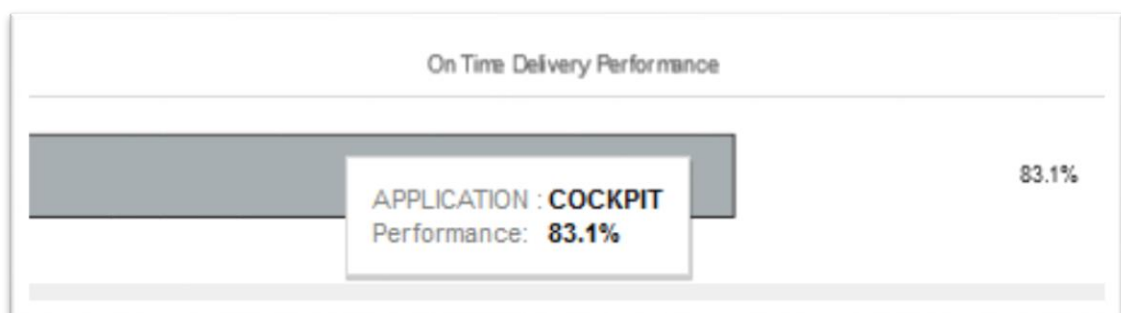 On Time Delivery Performance
83.1%
APPLICATION : COCKPIT
Performance: 83.1%